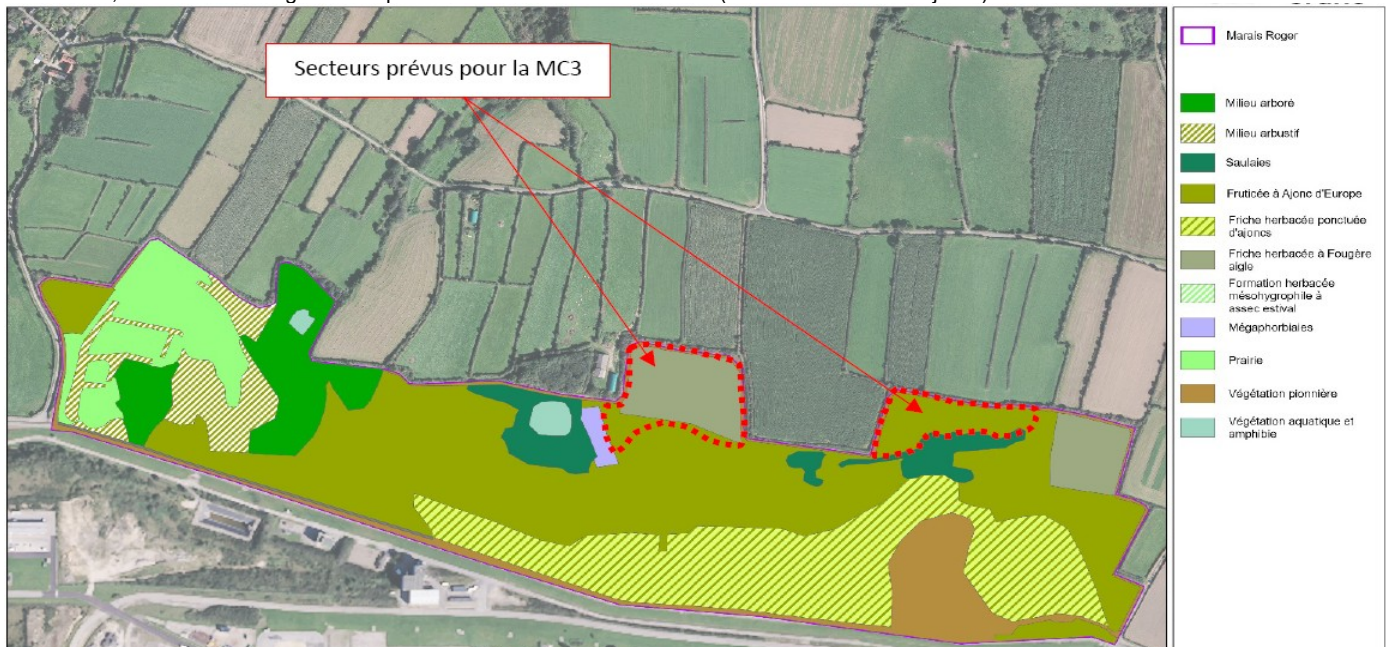 Secteurs prévus pour la MC3
Marais Roger
Milieu arboré
Milieu arbustif
Saulaies
Fruticée à Ajonc d'Europe
Friche herbacée ponctuée
d'ajoncs
Friche herbacée à Fougère
aigle
Formation herbacée
mésohygrophile à
assec estival
Mégaphorbiaies
Prairie
Végétation pionnière
Végétation aquatique et
amphibie